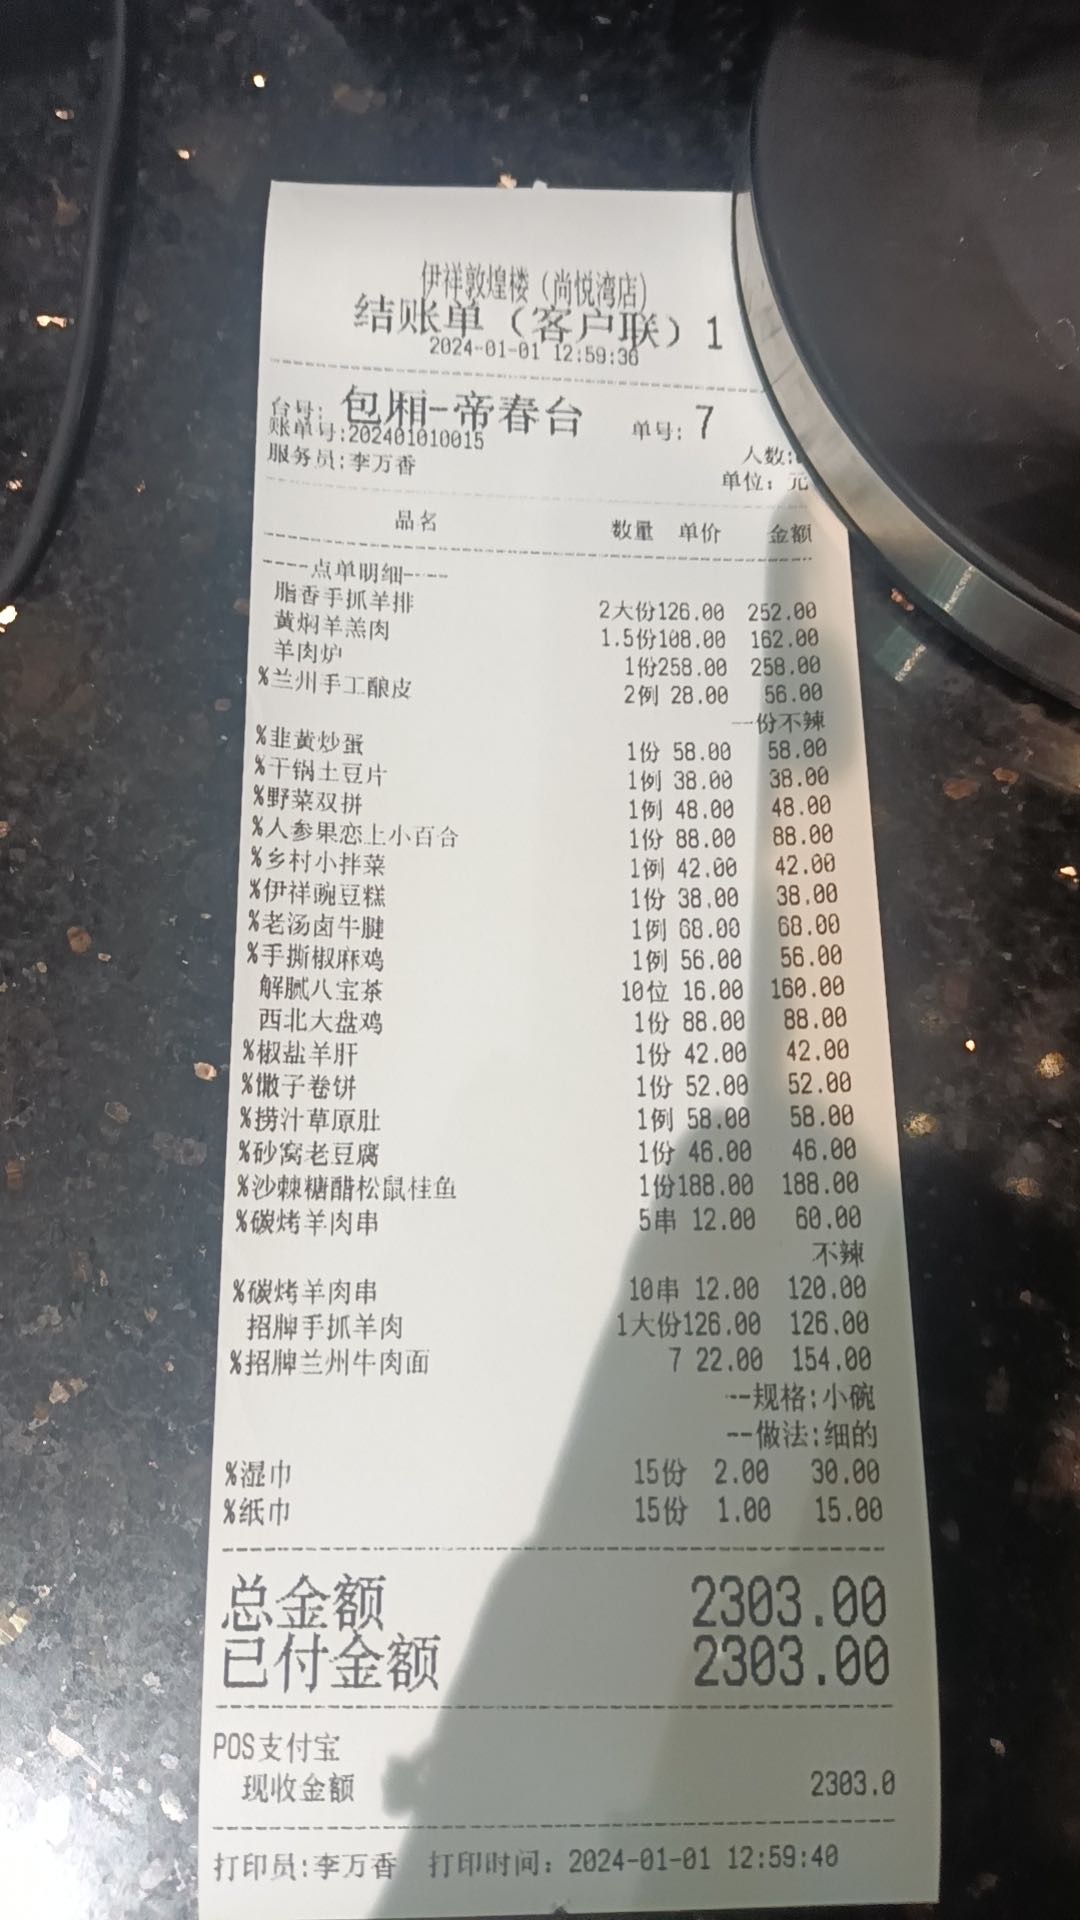 伊祥敦煌楼（尚悦湾店）
结账单（客户联）1
2024-01-01 12:59:36
台号: 包厢-帝春台 单号: 7
账单号:202401010015
人数:
服务员:李万香
单位: 元
品名 数量 单价 金额
----点单明细----
脂香手抓羊排 2大份126.00 252.00
黄焖羊羔肉 1.5份108.00 162.00
羊肉炉 1份258.00 258.00
%兰州手工酿皮 2例 28.00 56.00
--份不辣
%韭黄炒蛋 1份 58.00 58.00
%干锅土豆片 1例 38.00 38.00
%野菜双拼 1例 48.00 48.00
%人参果恋上小百合 1份 88.00 88.00
%乡村小拌菜 1例 42.00 42.00
%伊祥豌豆糕 1份 38.00 38.00
%老汤卤牛腱 1例 68.00 68.00
%手撕椒麻鸡 1例 56.00 56.00
解腻八宝茶 10位 16.00 160.00
西北大盘鸡 1份 88.00 88.00
%椒盐羊肝 1份 42.00 42.00
%馓子卷饼 1份 52.00 52.00
%捞汁草原肚 1例 58.00 58.00
%砂窝老豆腐 1份 46.00 46.00
%沙棘糖醋松鼠桂鱼 1份188.00 188.00
%碳烤羊肉串 5串 12.00 60.00
不辣
%碳烤羊肉串 10串 12.00 120.00
招牌手抓羊肉 1大份126.00 126.00
%招牌兰州牛肉面 7 22.00 154.00
--规格:小碗
--做法:细的
%湿巾 15份 2.00 30.00
%纸巾 15份 1.00 15.00
总金额 2303.00
已付金额 2303.00
POS支付宝
现收金额 2303.0
打印员:李万香 打印时间: 2024-01-01 12:59:40